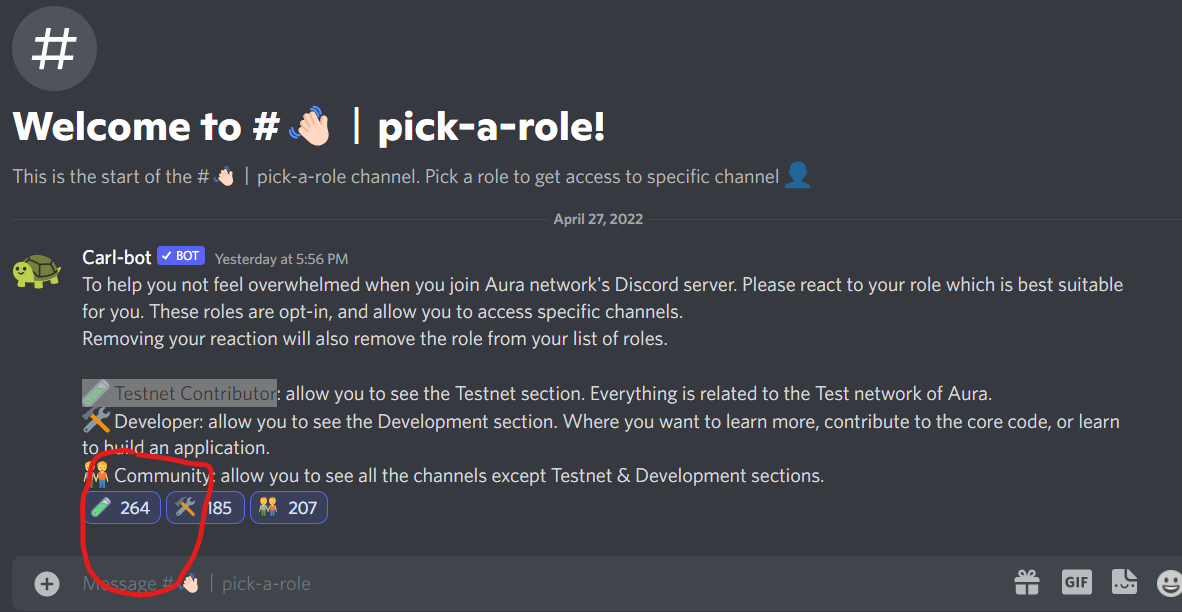 #
Welcome to # 👋🏻 | pick-a-role!
This is the start of the # 👋🏻 | pick-a-role channel. Pick a role to get access to specific channel 👤
April 27, 2022
Carl-bot ✓ BOT Yesterday at 5:56 PM
To help you not feel overwhelmed when you join Aura network's Discord server. Please react to your role which is best suitable
for you. These roles are opt-in, and allow you to access specific channels.
Removing your reaction will also remove the role from your list of roles.
🧪 Testnet Contributor: allow you to see the Testnet section. Everything is related to the Test network of Aura.
🛠 Developer: allow you to see the Development section. Where you want to learn more, contribute to the core code, or learn
to build an application.
🧑‍🤝‍🧑 Community: allow you to see all the channels except Testnet & Development sections.
🧪 264 🛠 185 🧑‍🤝‍🧑 207
Message # 👋🏻 | pick-a-role GIF